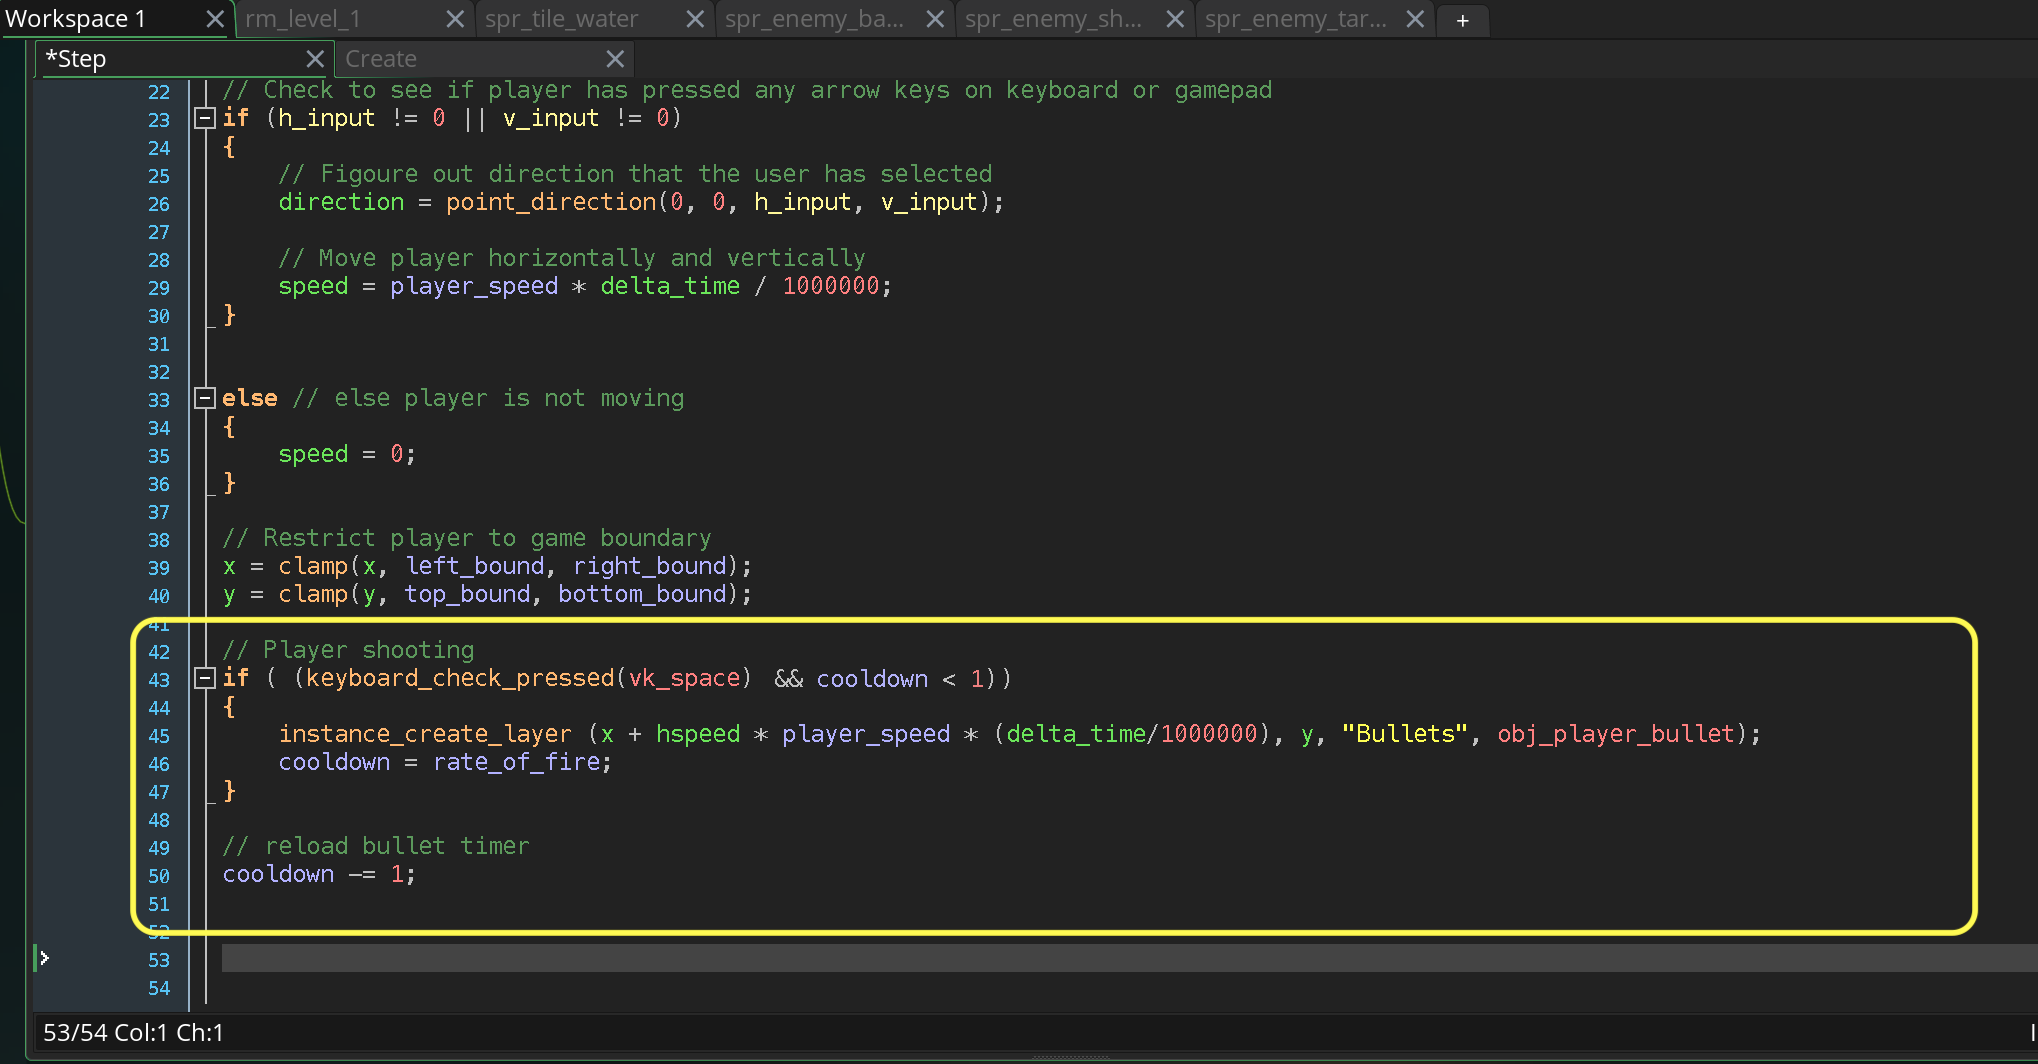 Workspace 1 rm_level_1 spr_tile_water spr_enemy_ba... spr_enemy_sh... spr_enemy_tar... +
*Step Create
22 // Check to see if player has pressed any arrow keys on keyboard or gamepad
23 if (h_input != 0 || v_input != 0)
24 {
25 // Figoure out direction that the user has selected
26 direction = point_direction(0, 0, h_input, v_input);
27
28 // Move player horizontally and vertically
29 speed = player_speed * delta_time / 1000000;
30 }
31
32
33 else // else player is not moving
34 {
35 speed = 0;
36 }
37
38 // Restrict player to game boundary
39 x = clamp(x, left_bound, right_bound);
40 y = clamp(y, top_bound, bottom_bound);
41
42 // Player shooting
43 if ( (keyboard_check_pressed(vk_space) && cooldown < 1))
44 {
45 instance_create_layer (x + hspeed * player_speed * (delta_time/1000000), y, "Bullets", obj_player_bullet);
46 cooldown = rate_of_fire;
47 }
48
49 // reload bullet timer
50 cooldown -= 1;
51
52
53
54
53/54 Col:1 Ch:1